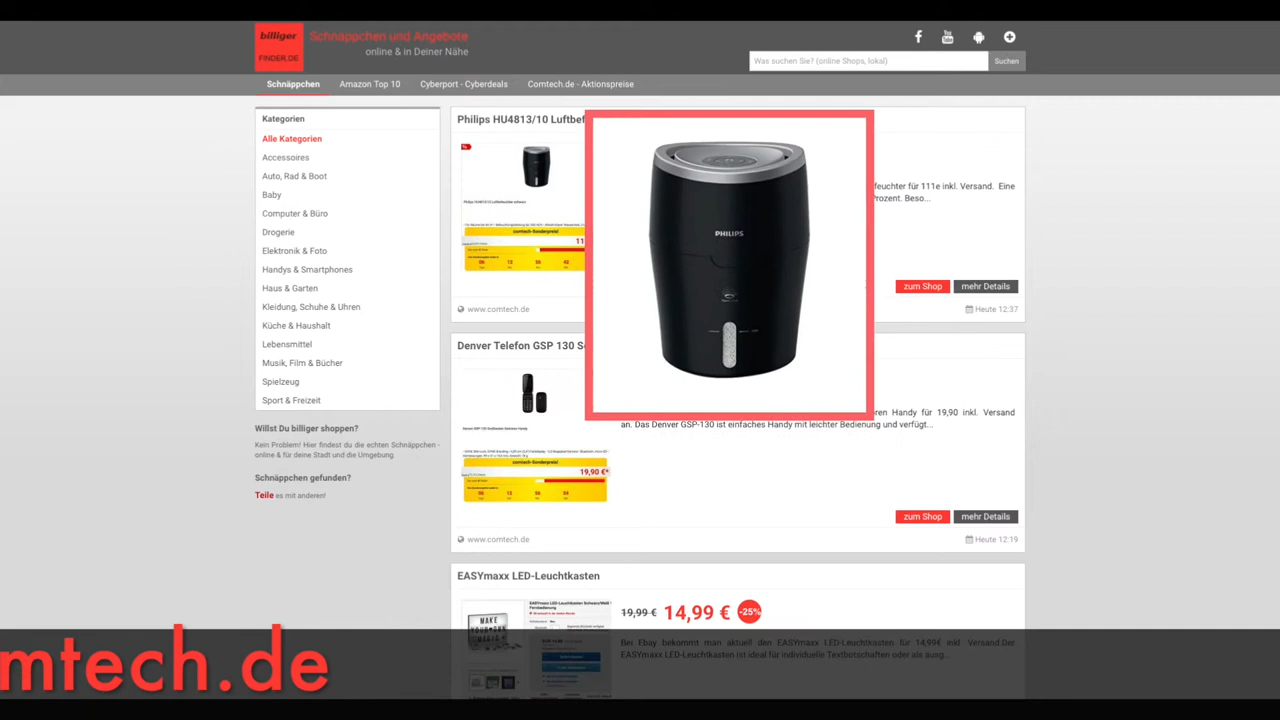 billiger
FINDER.DE
Schnäppchen und Angebote
online & in Deiner Nähe
Was suchen Sie? (online Shops, lokal)
Suchen
Schnäppchen
Amazon Top 10
Cyberport - Cyberdeals
Comtech.de - Aktionspreise
Kategorien
Alle Kategorien
Accessoires
Auto, Rad & Boot
Baby
Computer & Büro
Drogerie
Elektronik & Foto
Handys & Smartphones
Haus & Garten
Kleidung, Schuhe & Uhren
Küche & Haushalt
Lebensmittel
Musik, Film & Bücher
Spielzeug
Sport & Freizeit
Willst Du billiger shoppen?
Kein Problem! Hier findest du die echten Schnäppchen -
online & für deine Stadt und die Umgebung.
Schnäppchen gefunden?
Teile es mit anderen!
Philips HU4813/10 Luftbef
comtech-Sonderpreis
11
PHILIPS
feuchter für 111e inkl. Versand. Eine
rozent. Beso...
zum Shop
mehr Details
www.comtech.de
Heute 12:37
Denver Telefon GSP 130 S
comtech-Sonderpreis
19,90 €*
ren Handy für 19,90 inkl. Versand
an. Das Denver GSP-130 ist einfaches Handy mit leichter Bedienung und verfügt...
zum Shop
mehr Details
www.comtech.de
Heute 12:19
EASYmaxx LED-Leuchtkasten
MAKE
YOUR OWN
MAGIC
19,99 €
14,99 €
-25%
Bei Ebay bekommt man aktuell den EASYmaxx LED-Leuchtkasten für 14,99€ inkl Versand.Der
EASYmaxx LED-Leuchtkasten ist ideal für individuelle Textbotschaften oder als ausg...
mtech.de